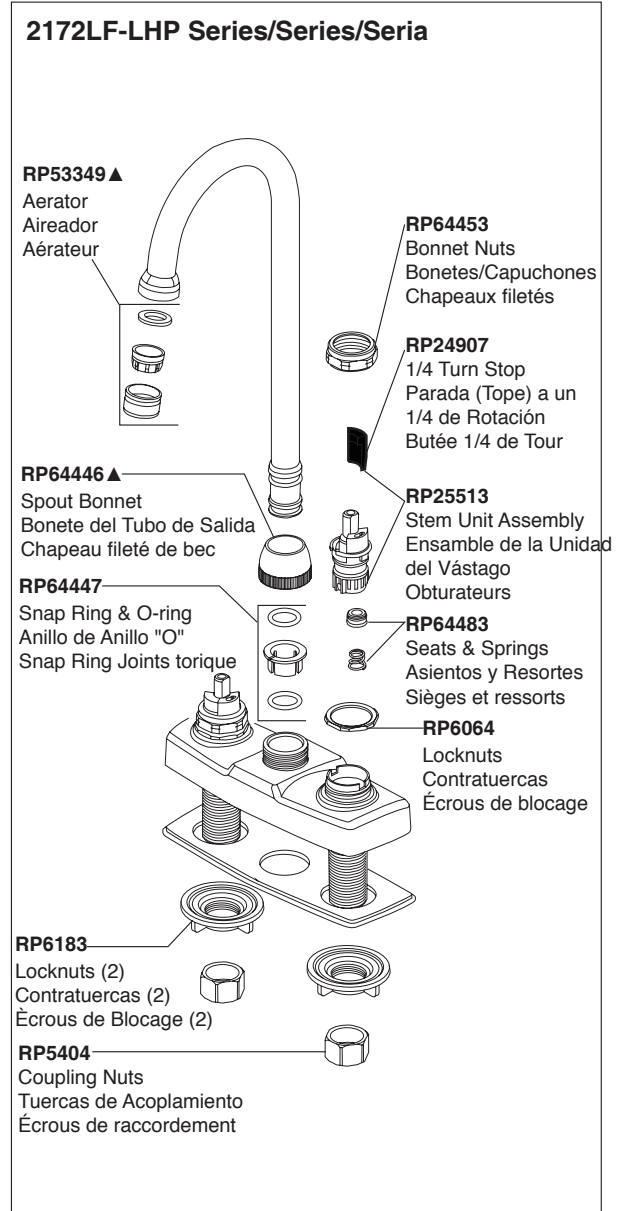 2172LF-LHP Series/Series/Seria
RP53349▲
Aerator
Aireador
Aérateur
RP64453
Bonnet Nuts
Bonetes/Capuchones
Chapeaux filetés
RP24907
1/4 Turn Stop
Parada (Tope) a un
1/4 de Rotación
Butée 1/4 de Tour
RP64446▲
Spout Bonnet
Bonete del Tubo de Salida
Chapeau fileté de bec
RP25513
Stem Unit Assembly
Ensamble de la Unidad
del Vástago
Obturateurs
RP64447
Snap Ring & O-ring
Anillo de Anillo "O"
Snap Ring Joints torique
RP64483
Seats & Springs
Asientos y Resortes
Sièges et ressorts
RP6064
Locknuts
Contratuercas
Écrous de blocage
RP6183
Locknuts (2)
Contratuercas (2)
Ècrous de Blocage (2)
RP5404
Coupling Nuts
Tuercas de Acoplamiento
Écrous de raccordement